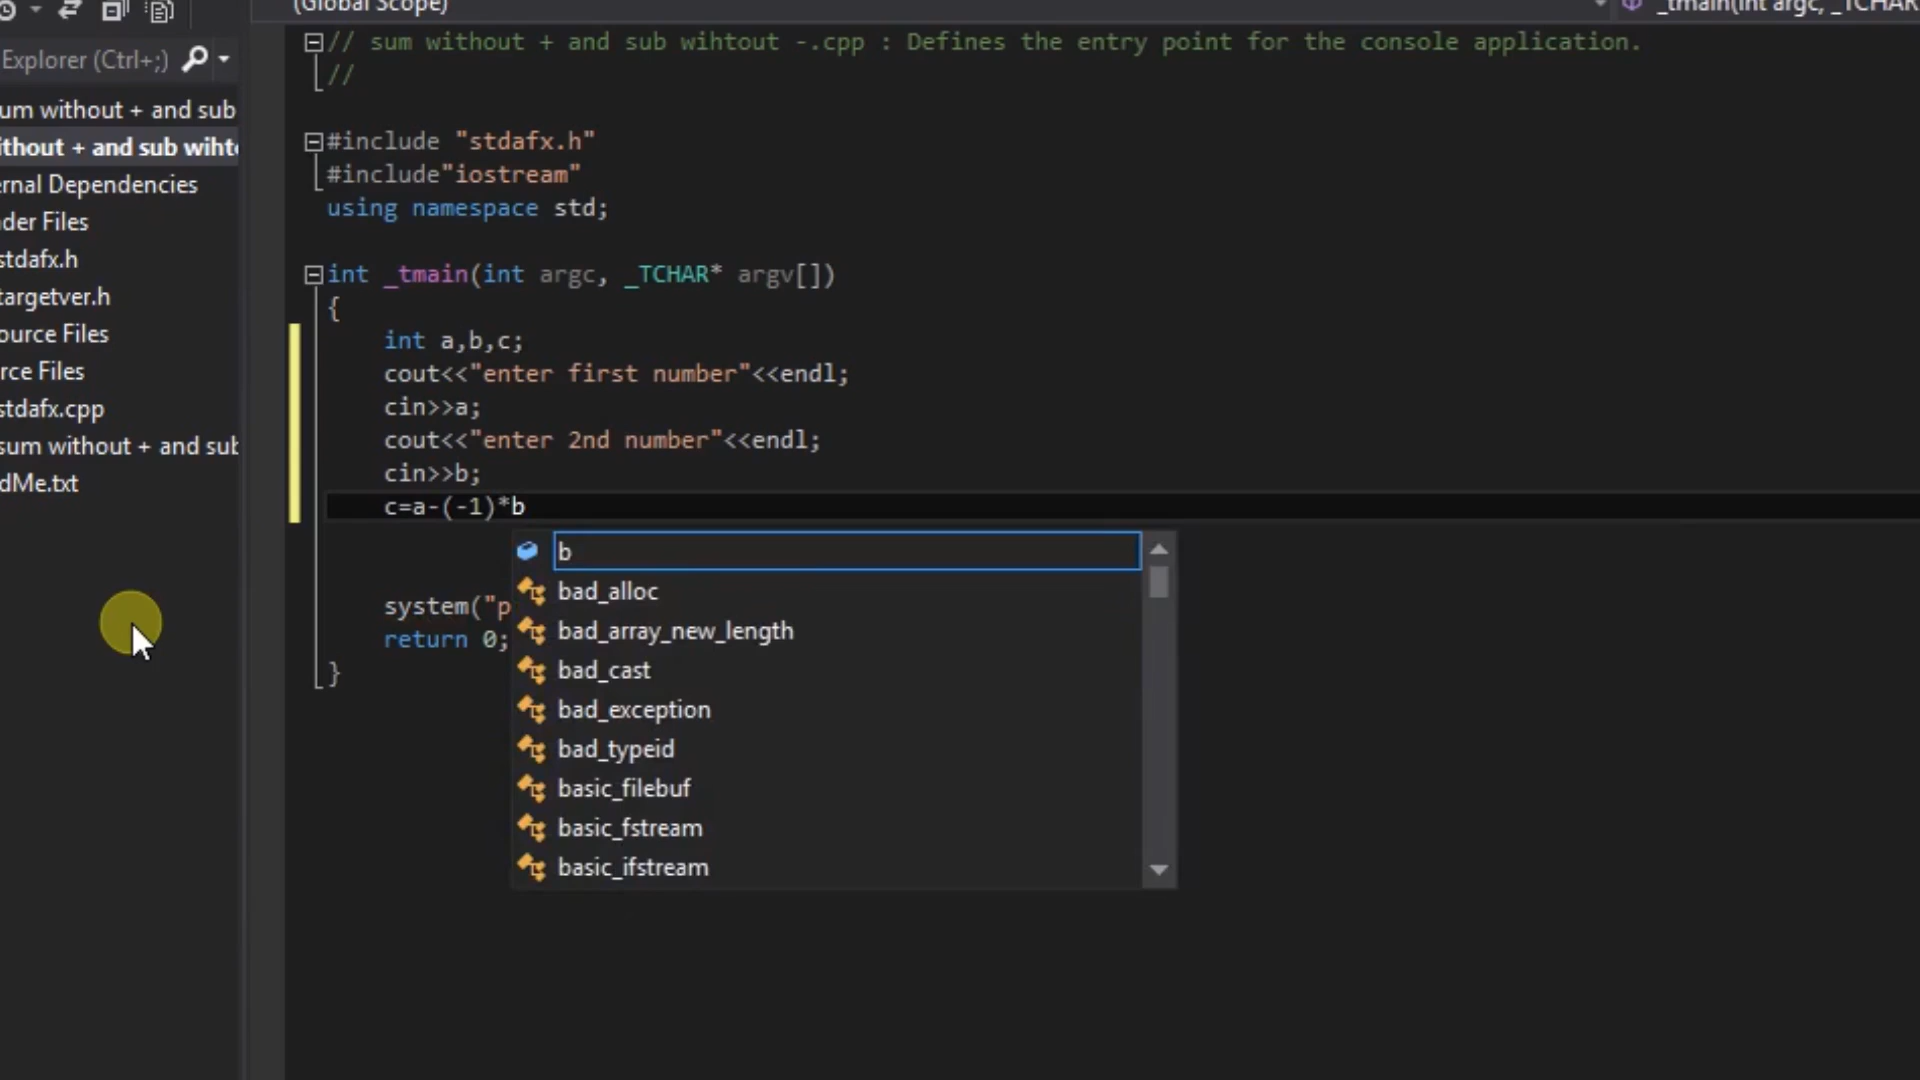 (Global Scope)
_tmain(int argc, _TCHAR
Explorer (Ctrl+;)
um without + and sub
ithout + and sub wihto
ernal Dependencies
der Files
stdafx.h
targetver.h
ource Files
rce Files
stdafx.cpp
sum without + and sub
dMe.txt
// sum without + and sub wihtout -.cpp : Defines the entry point for the console application.
//
#include "stdafx.h"
#include"iostream"
using namespace std;
int _tmain(int argc, _TCHAR* argv[])
{
int a,b,c;
cout<<"enter first number"<<endl;
cin>>a;
cout<<"enter 2nd number"<<endl;
cin>>b;
c=a-(-1)*b
system("p
return 0;
}
b
bad_alloc
bad_array_new_length
bad_cast
bad_exception
bad_typeid
basic_filebuf
basic_fstream
basic_ifstream